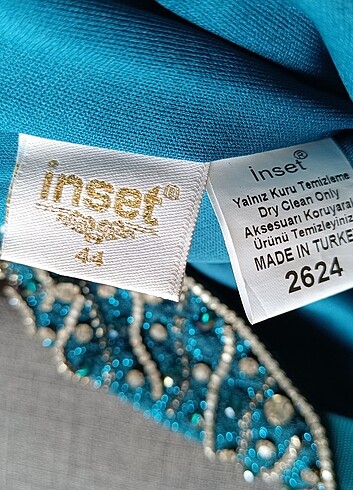 inset®
44
inset®
Yalnız Kuru Temizleme
Dry Clean Only
Aksesuarı Koruyarak
Ürünü Temizleyiniz
MADE IN TURKEY
2624